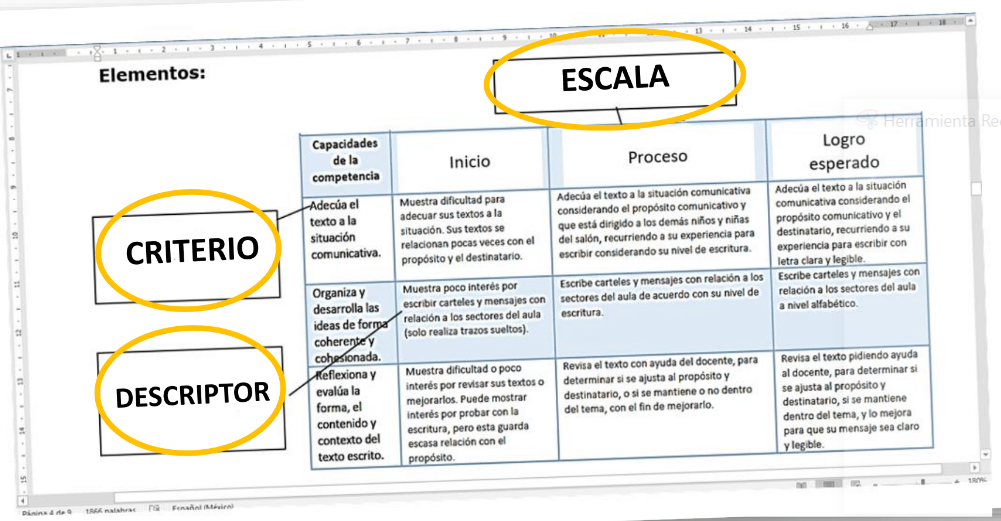 Elementos:
ESCALA
Herramienta
CRITERIO
DESCRIPTOR
Capacidades
de la
competencia
Inicio
Proceso
Logro
esperado
Adecúa el
texto a la
situación
comunicativa.
Muestra dificultad para
adecuar sus textos a la
situación. Sus textos se
relacionan pocas veces con el
propósito y el destinatario.
Adecúa el texto a la situación comunicativa
considerando el propósito comunicativo y
que está dirigido a los demás niños y niñas
del salón, recurriendo a su experiencia para
escribir considerando su nivel de escritura.
Adecúa el texto a la situación
comunicativa considerando el
propósito comunicativo y el
destinatario, recurriendo a su
experiencia para escribir con
letra clara y legible.
Organiza y
desarrolla las
ideas de forma
coherente y
cohesionada.
Muestra poco interés por
escribir carteles y mensajes con
relación a los sectores del aula
(solo realiza trazos sueltos).
Escribe carteles y mensajes con relación a los
sectores del aula de acuerdo con su nivel de
escritura.
Escribe carteles y mensajes con
relación a los sectores del aula
a nivel alfabético.
Reflexiona y
evalúa la
forma, el
contenido y
contexto del
texto escrito.
Muestra dificultad o poco
interés por revisar sus textos o
mejorarlos. Puede mostrar
interés por probar con la
escritura, pero esta guarda
escasa relación con el
propósito.
Revisa el texto con ayuda del docente, para
determinar si se ajusta al propósito y
destinatario, o si se mantiene o no dentro
del tema, con el fin de mejorarlo.
Revisa el texto pidiendo ayuda
al docente, para determinar si
se ajusta al propósito y
destinatario, si se mantiene
dentro del tema, y lo mejora
para que su mensaje sea claro
y legible.
Página 4 de 9 1866 palabras Español (México)
180%